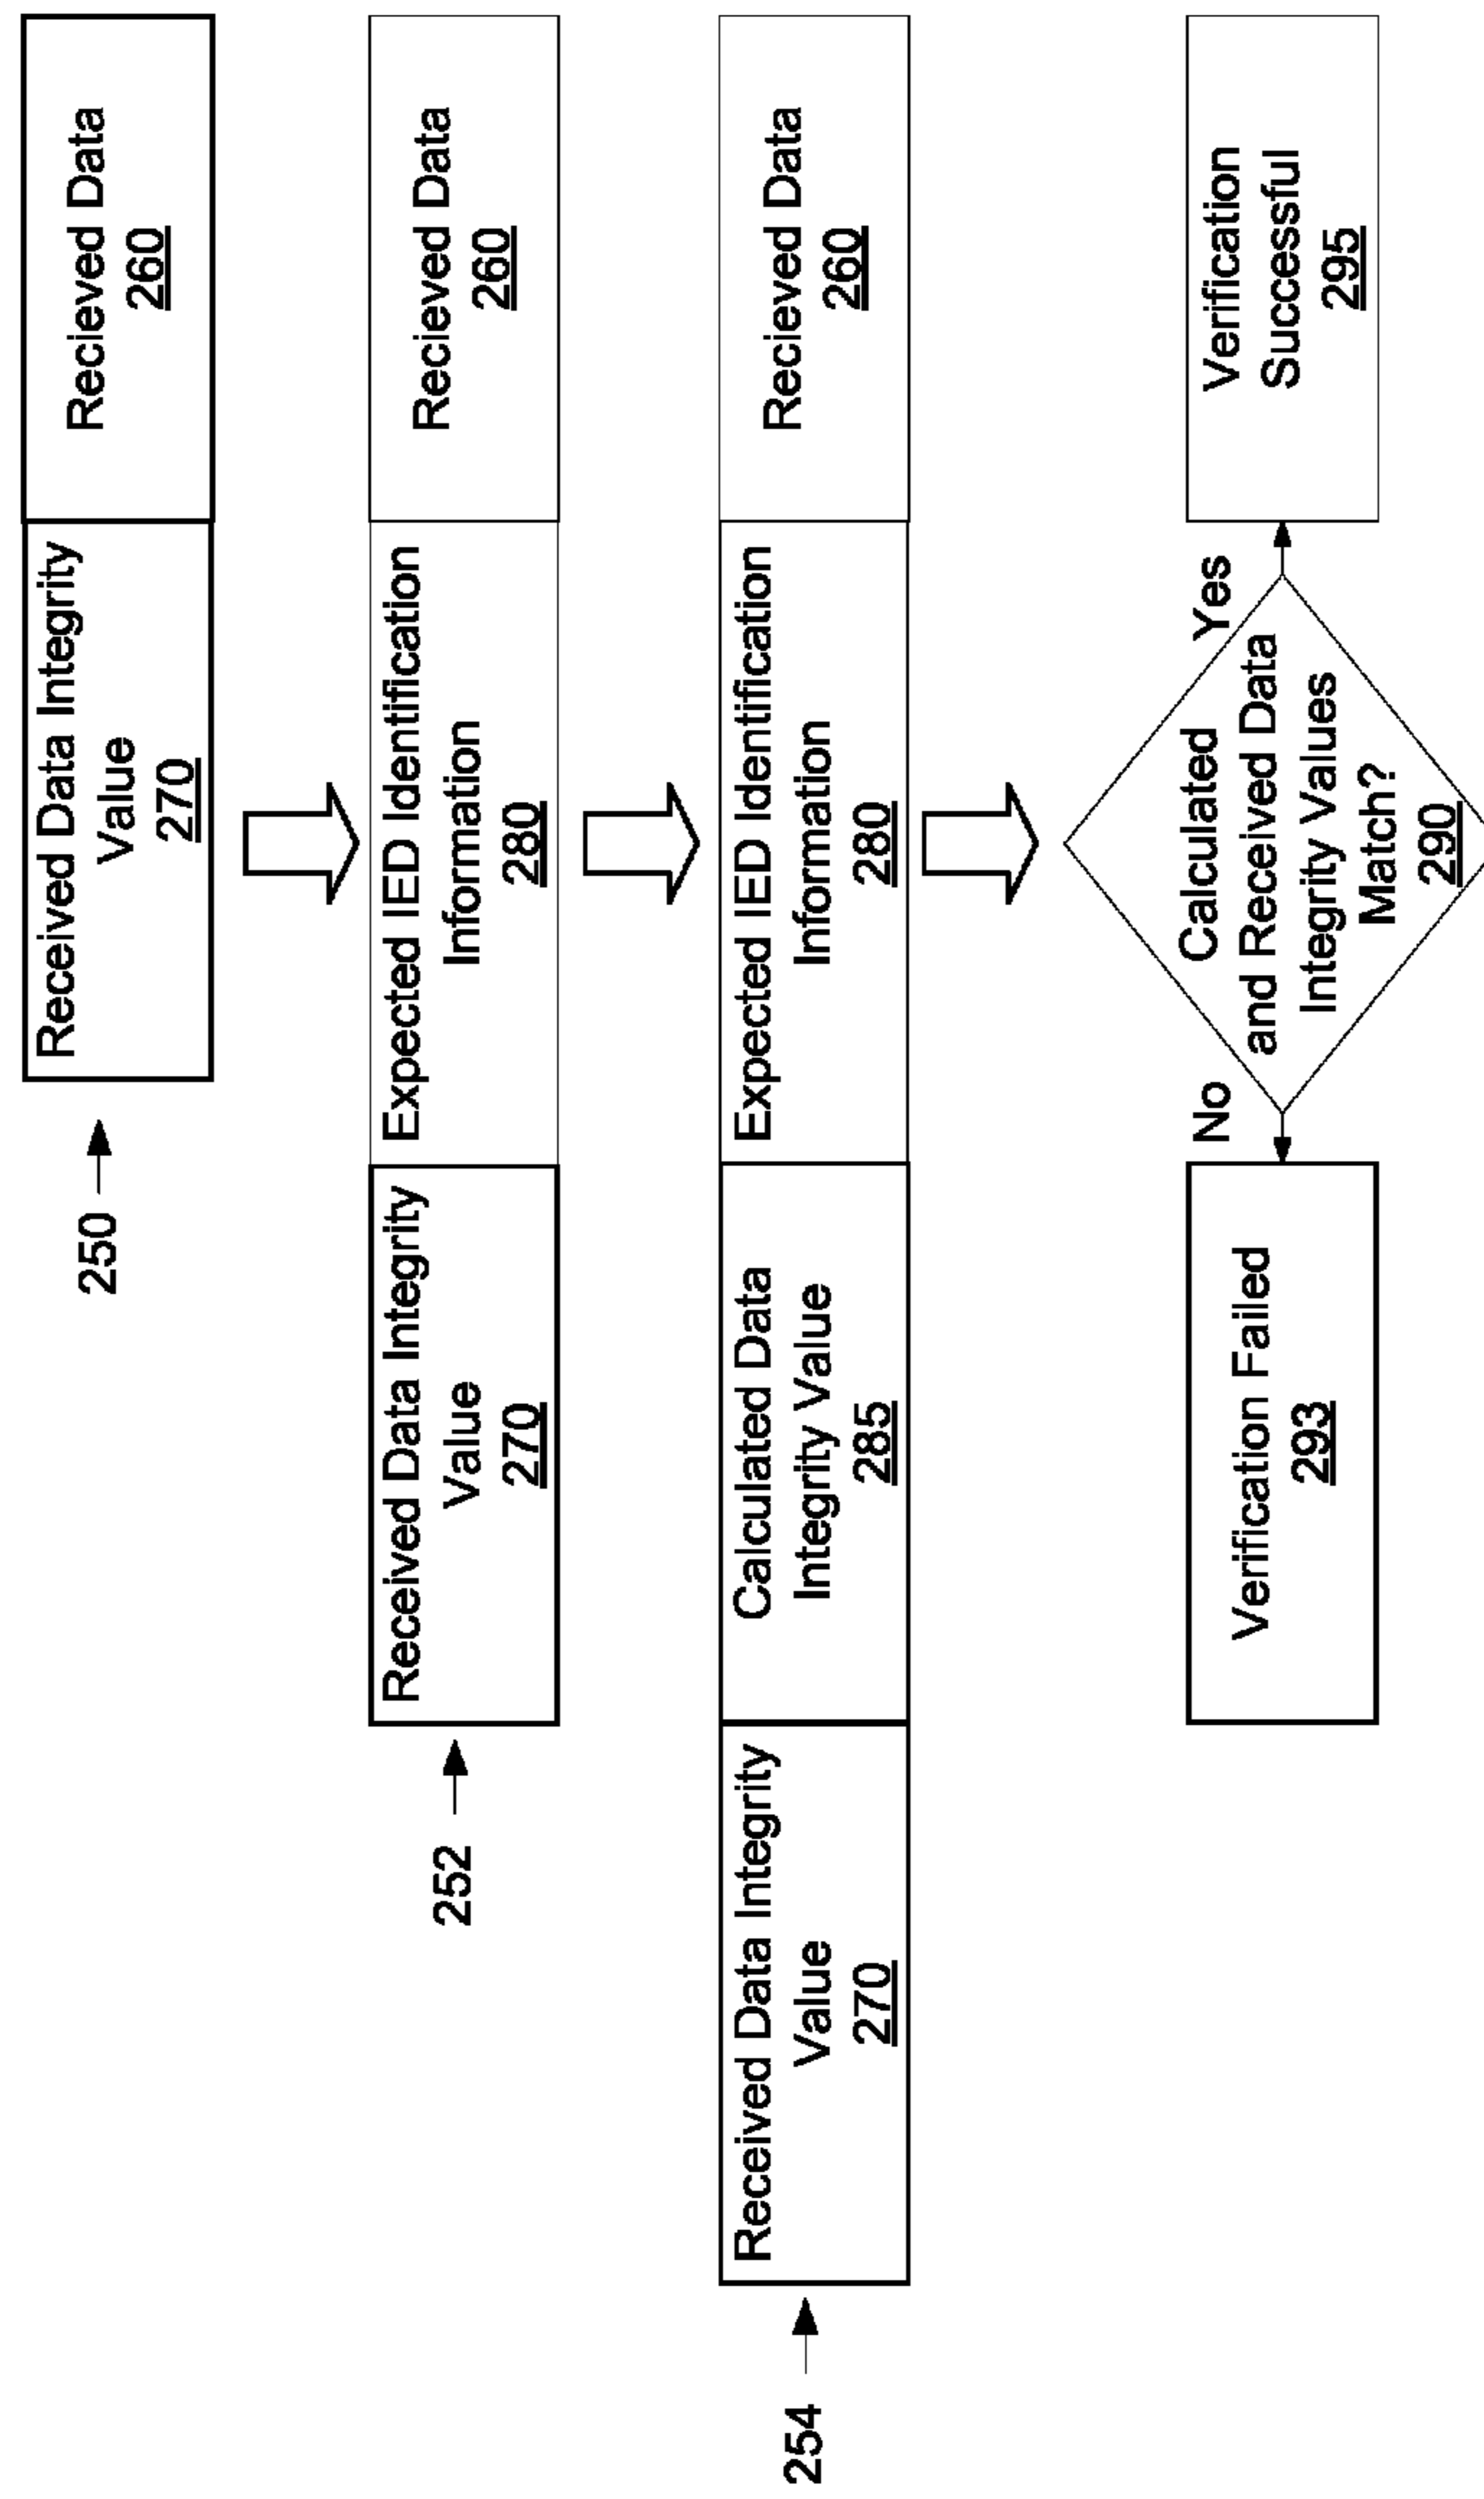 250
Received Data Integrity
Value
270
Recieved Data
260
252
Received Data Integrity
Value
270
Expected IED Identification
Information
280
Recieved Data
260
254
Received Data Integrity
Value
270
Calculated Data
Integrity Value
285
Expected IED Identification
Information
280
Recieved Data
260
Verification Failed
293
No
Calculated
and Received Data
Integrity Values
Match?
290
Yes
Verification
Successful
295